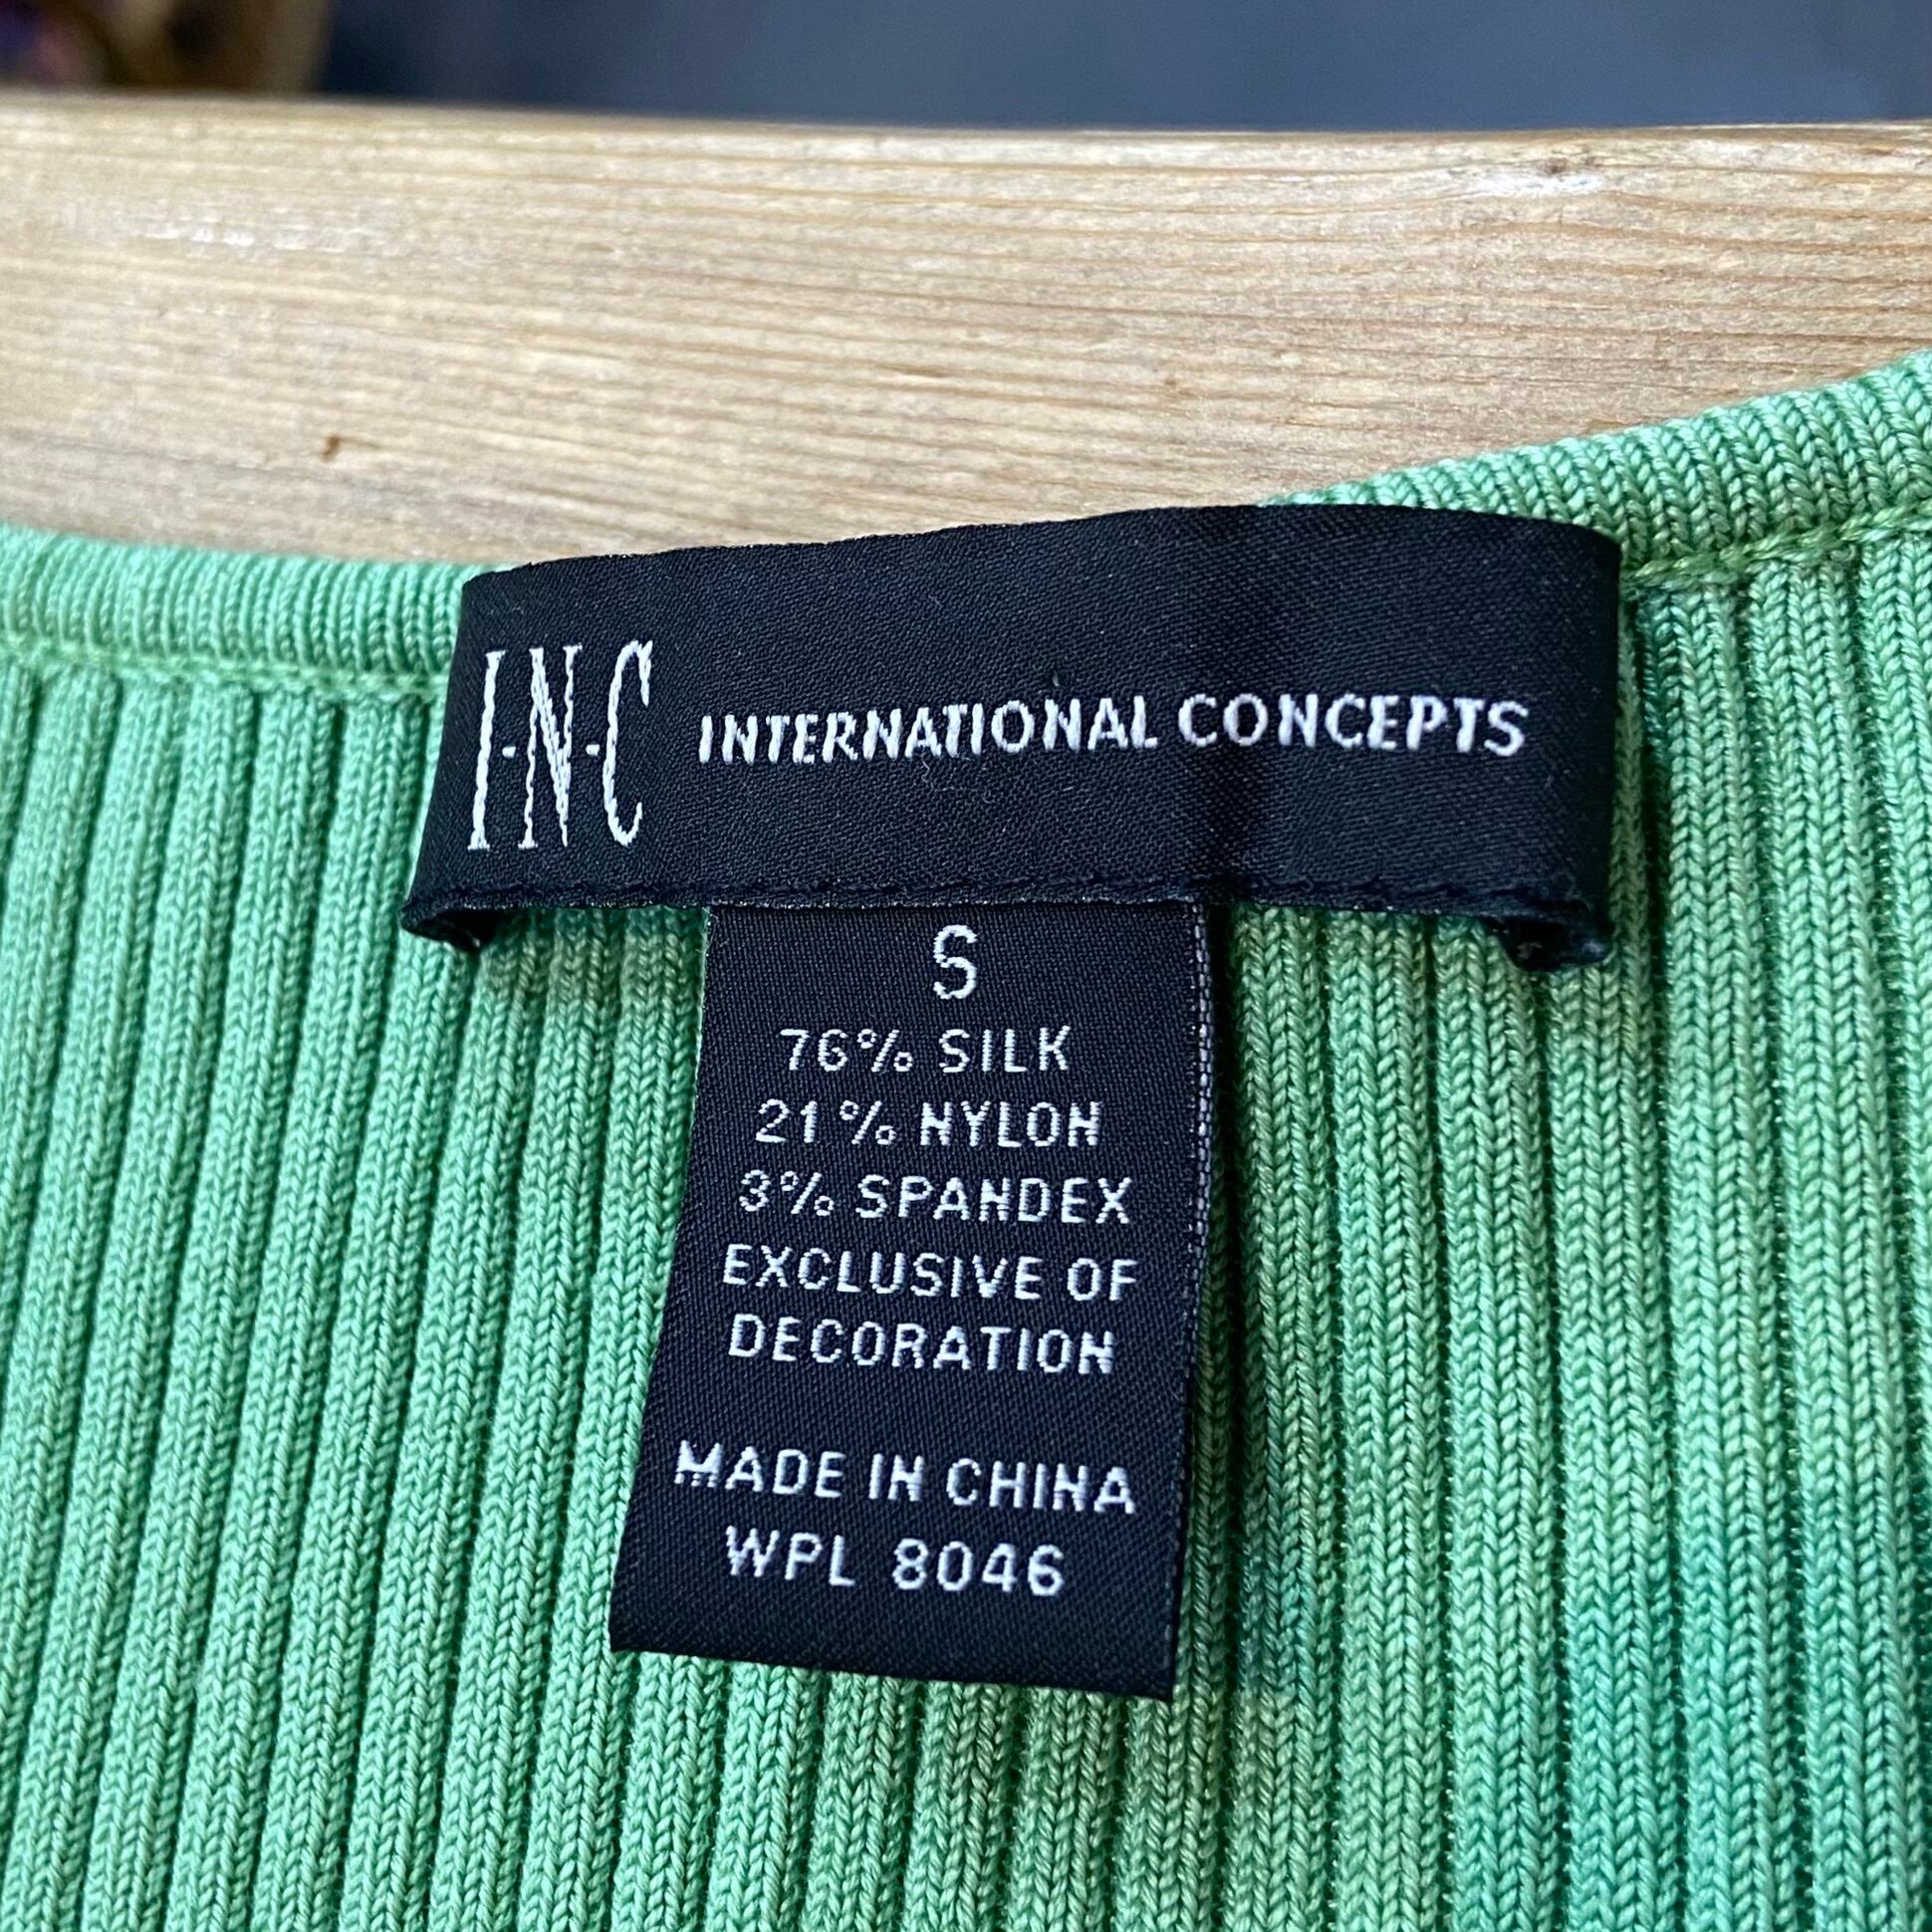 I·N·C INTERNATIONAL CONCEPTS
S
76% SILK
21% NYLON
3% SPANDEX
EXCLUSIVE OF
DECORATION
MADE IN CHINA
WPL 8046